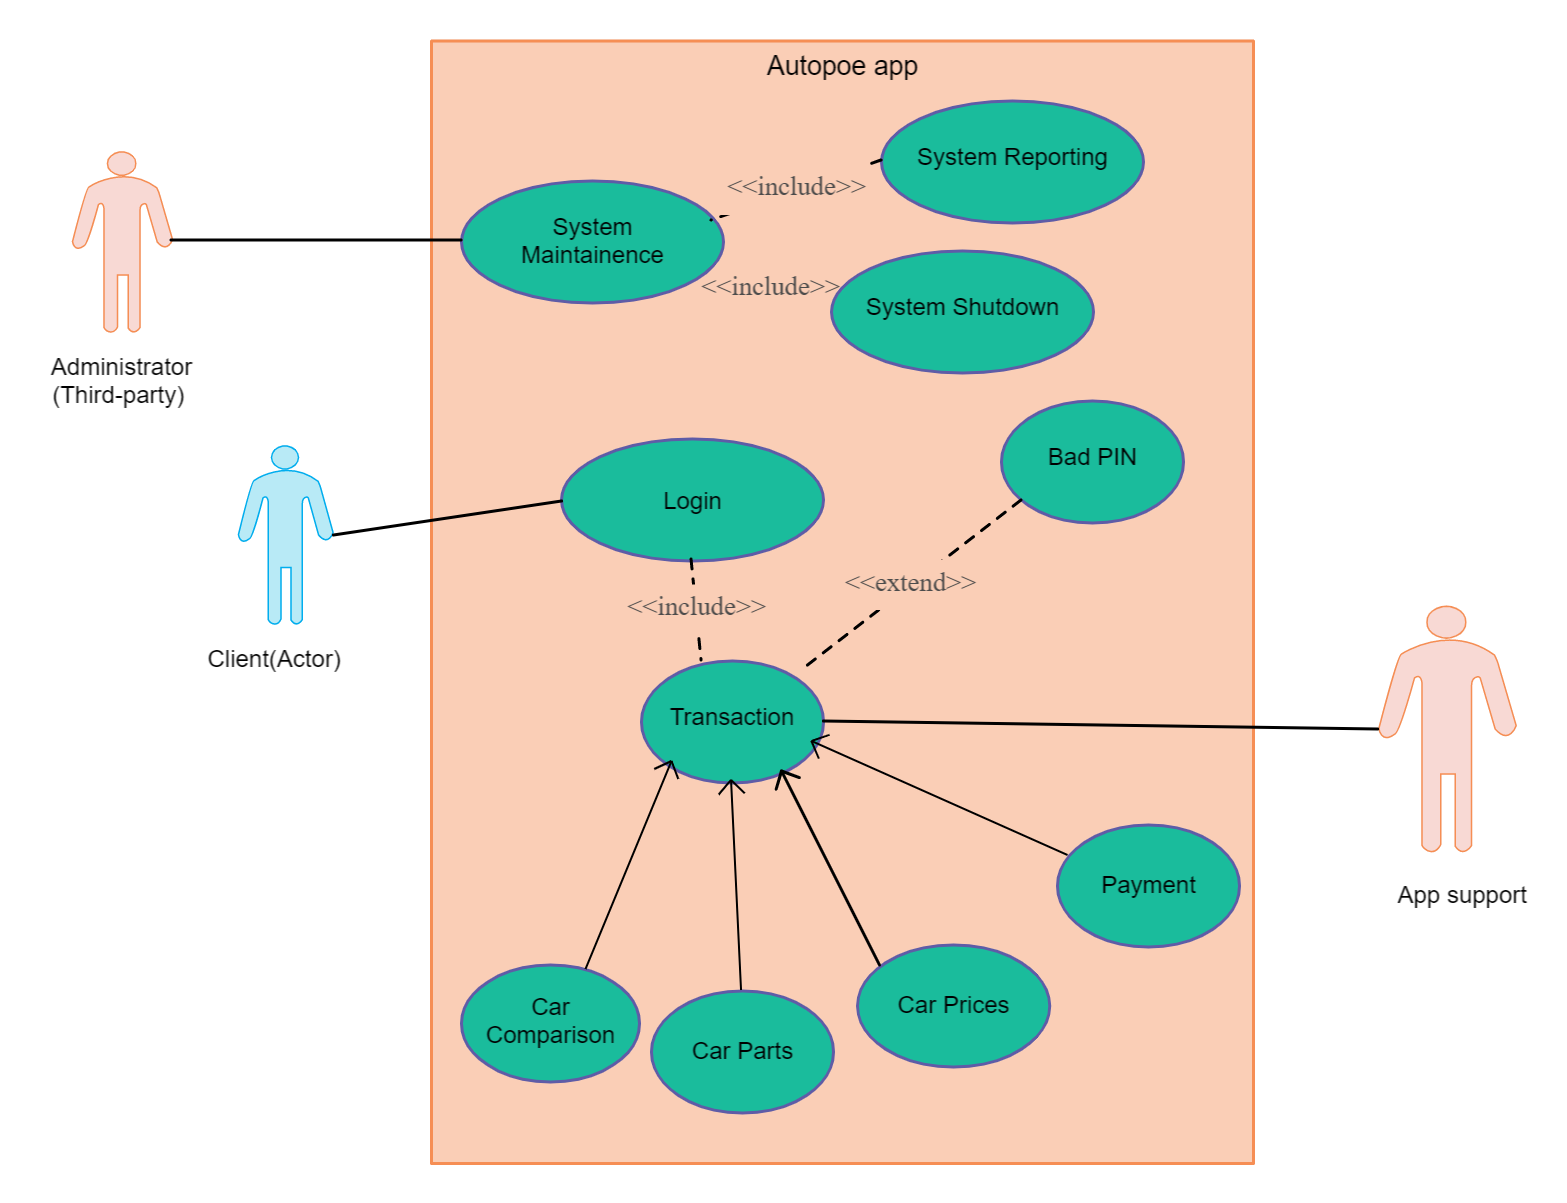 Autopoe app
System Reporting
<<include>>
System
Maintainence
<<include>>
System Shutdown
Administrator
(Third-party)
Bad PIN
Login
<<extend>>
<<include>>
Client(Actor)
Transaction
Payment
App support
Car
Comparison
Car Prices
Car Parts